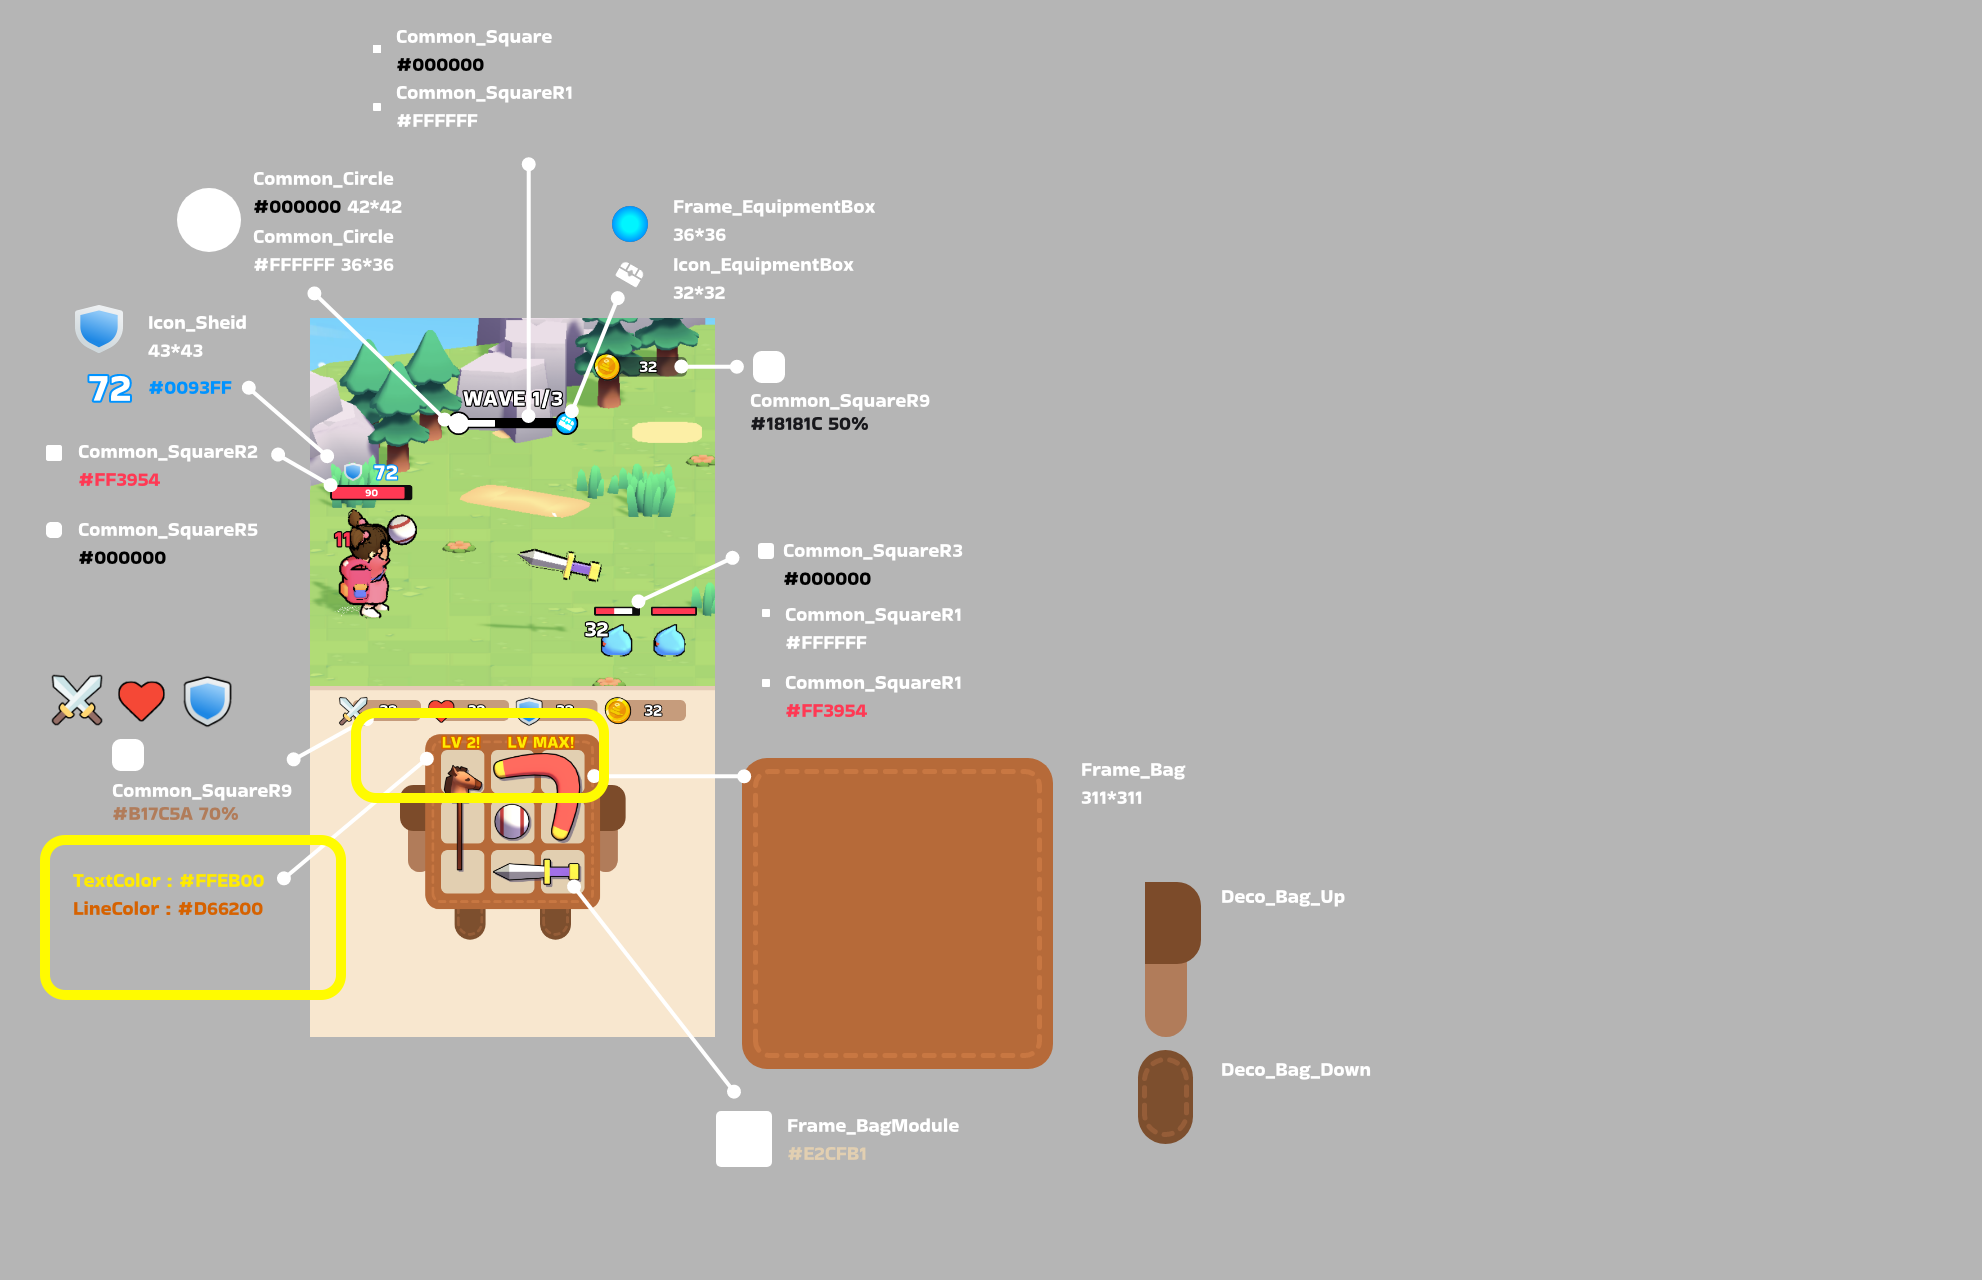 Common_Square
#000000
Common_SquareR1
#FFFFFF
Common_Circle
#000000 42*42
Common_Circle
#FFFFFF 36*36
Frame_EquipmentBox
36*36
Icon_EquipmentBox
32*32
Icon_Sheid
43*43
72 #0093FF
Common_SquareR2
#FF3954
Common_SquareR5
#000000
32
WAVE 1/3
72
90
11
32
Common_SquareR9
#18181C 50%
Common_SquareR3
#000000
Common_SquareR1
#FFFFFF
Common_SquareR1
#FF3954
32
LV 2! LV MAX!
Common_SquareR9
#B17C5A 70%
TextColor : #FFEB00
LineColor : #D66200
Frame_Bag
311*311
Deco_Bag_Up
Deco_Bag_Down
Frame_BagModule
#E2CFB1